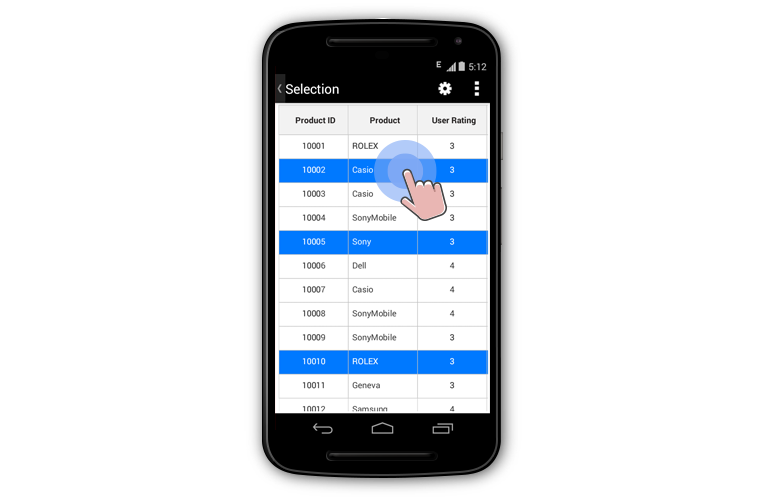 E 5:12
Selection
Product ID Product User Rating
10001 ROLEX 3
10002 Casio 3
10003 Casio 3
10004 SonyMobile 3
10005 Sony 3
10006 Dell 4
10007 Casio 4
10008 SonyMobile 4
10009 SonyMobile 3
10010 ROLEX 3
10011 Geneva 3
10012 Samsung 4